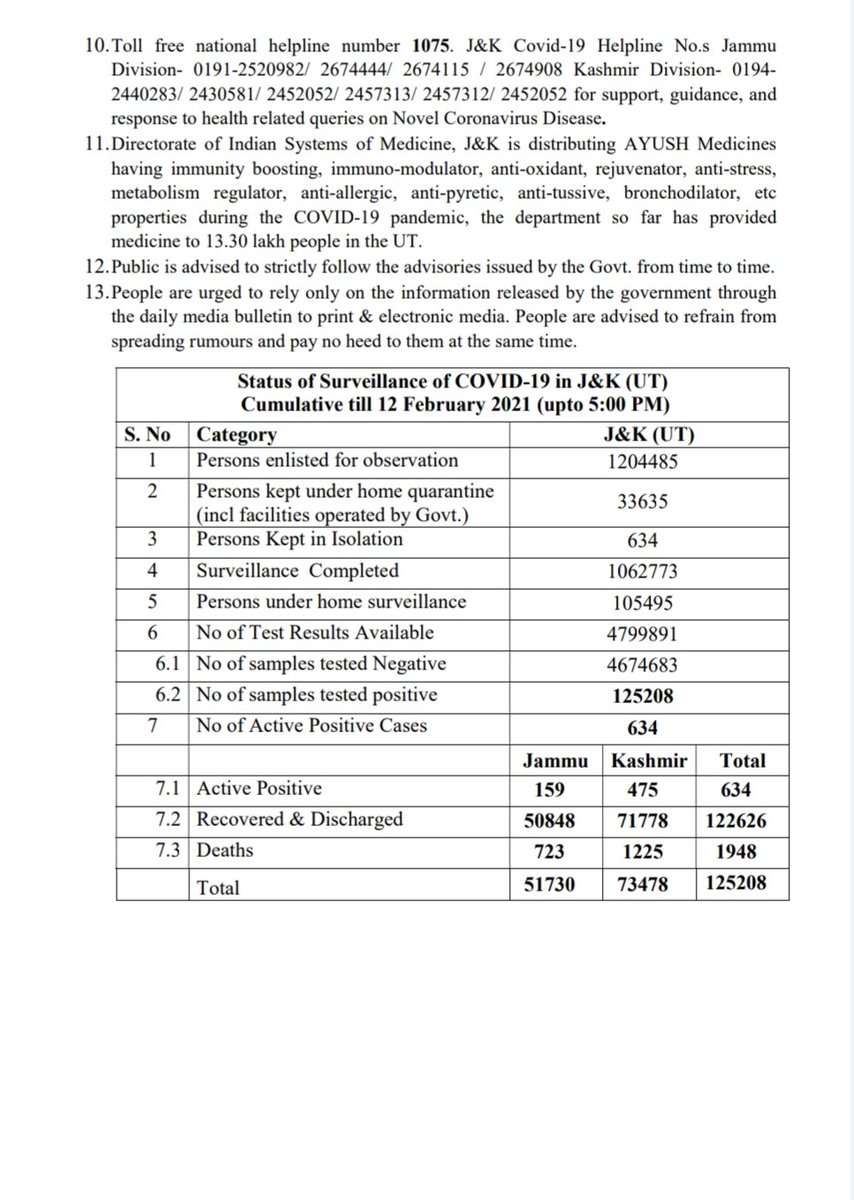 10. Toll free national helpline number 1075. J&K Covid-19 Helpline No.s Jammu
Division- 0191-2520982/ 2674444/ 2674115 / 2674908 Kashmir Division- 0194-
2440283/ 2430581/ 2452052/ 2457313/ 2457312/ 2452052 for support, guidance, and
response to health related queries on Novel Coronavirus Disease.
11. Directorate of Indian Systems of Medicine, J&K is distributing AYUSH Medicines
having immunity boosting, immuno-modulator, anti-oxidant, rejuvenator, anti-stress,
metabolism regulator, anti-allergic, anti-pyretic, anti-tussive, bronchodilator, etc
properties during the COVID-19 pandemic, the department so far has provided
medicine to 13.30 lakh people in the UT.
12. Public is advised to strictly follow the advisories issued by the Govt. from time to time.
13. People are urged to rely only on the information released by the government through
the daily media bulletin to print & electronic media. People are advised to refrain from
spreading rumours and pay no heed to them at the same time.
Status of Surveillance of COVID-19 in J&K (UT)
Cumulative till 12 February 2021 (upto 5:00 PM)
S. No Category J&K (UT)
1 Persons enlisted for observation 1204485
2 Persons kept under home quarantine 33635
(incl facilities operated by Govt.)
3 Persons Kept in Isolation 634
4 Surveillance Completed 1062773
5 Persons under home surveillance 105495
6 No of Test Results Available 4799891
6.1 No of samples tested Negative 4674683
6.2 No of samples tested positive 125208
7 No of Active Positive Cases 634
Jammu Kashmir Total
7.1 Active Positive 159 475 634
7.2 Recovered & Discharged 50848 71778 122626
7.3 Deaths 723 1225 1948
Total 51730 73478 125208